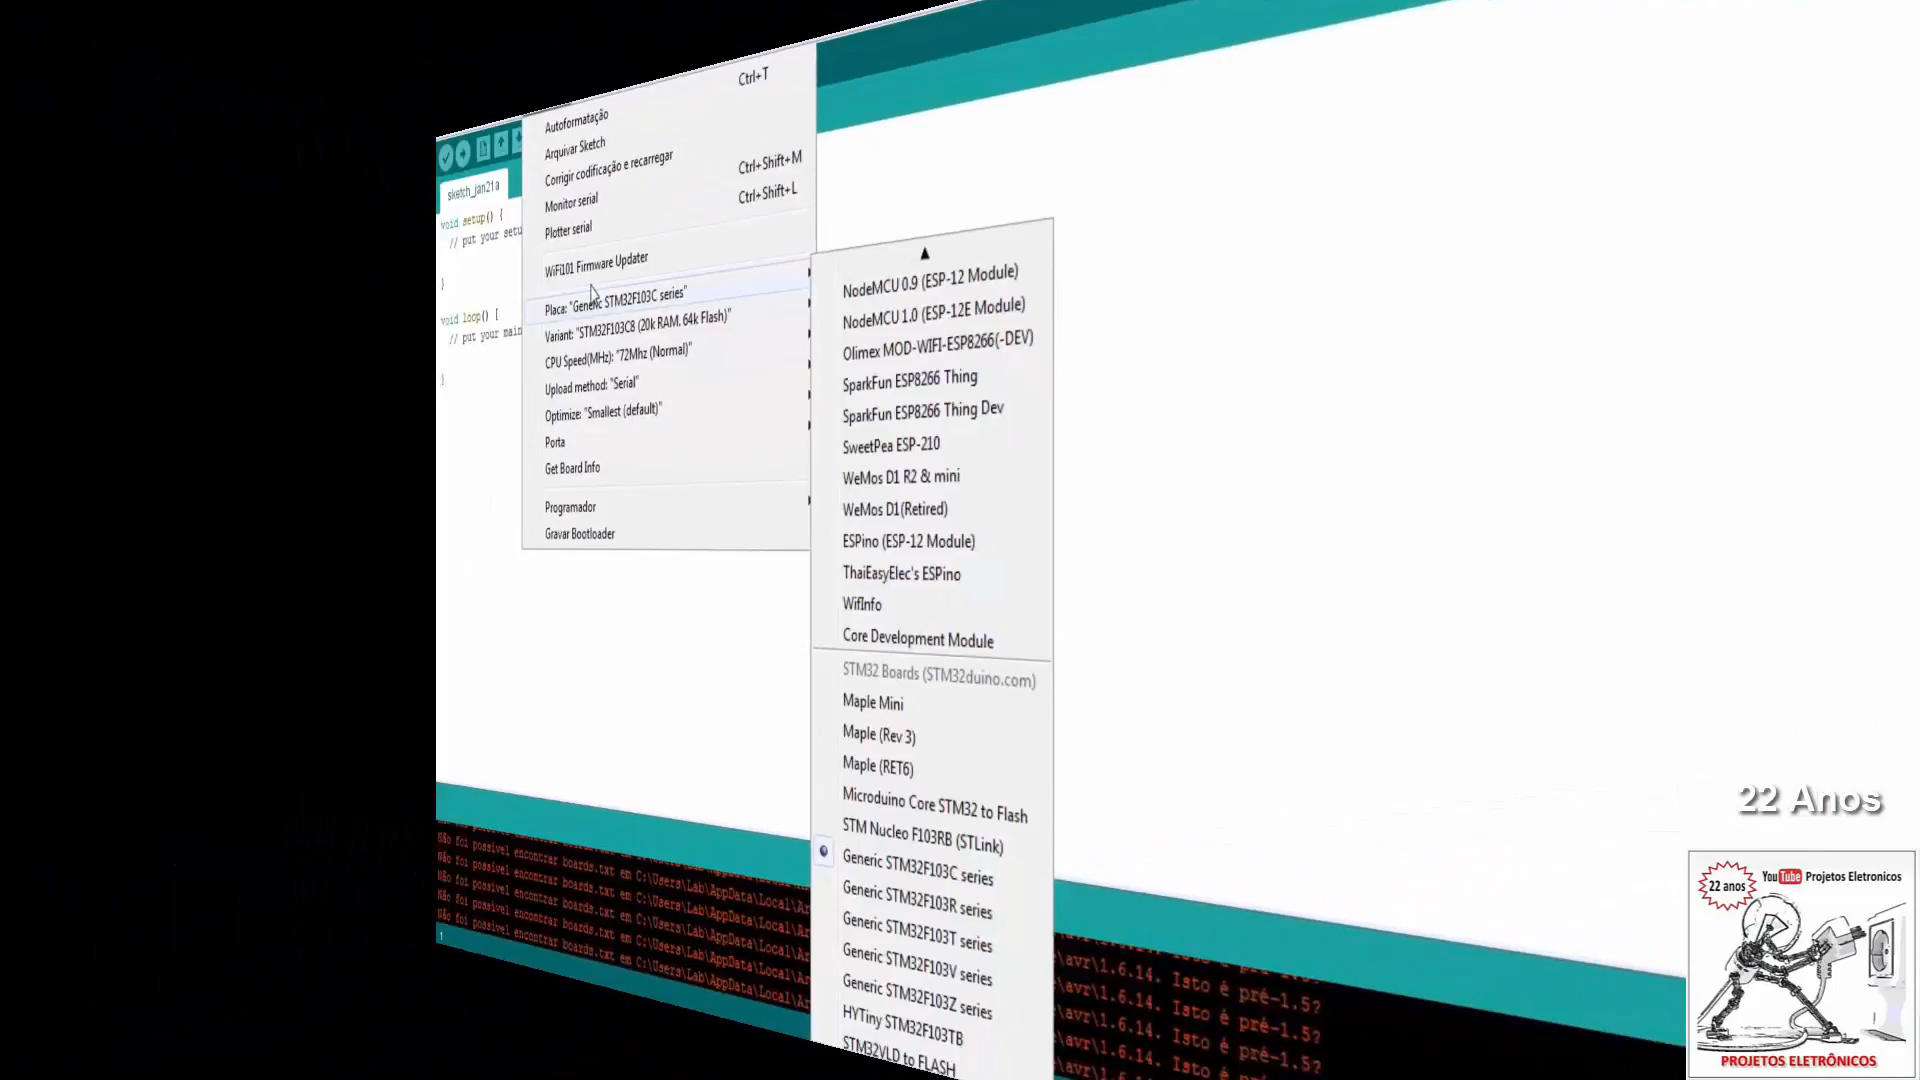 Ctrl+T
Autoformatação
Arquivar Sketch
Corrigir codificação e recarregar
Ctrl+Shift+M
Monitor serial
Ctrl+Shift+L
Plotter serial
WiFi101 Firmware Updater
Placa: "Generic STM32F103C series"
Variant: "STM32F103C8 (20k RAM. 64k Flash)"
CPU Speed(MHz): "72Mhz (Normal)"
Upload method: "Serial"
Optimize: "Smallest (default)"
Porta
Get Board Info
Programador
Gravar Bootloader
sketch_jan21a
void setup() {
// put your setu
}
void loop() {
// put your main
}
NodeMCU 0.9 (ESP-12 Module)
NodeMCU 1.0 (ESP-12E Module)
Olimex MOD-WIFI-ESP8266(-DEV)
SparkFun ESP8266 Thing
SparkFun ESP8266 Thing Dev
SweetPea ESP-210
WeMos D1 R2 & mini
WeMos D1(Retired)
ESPino (ESP-12 Module)
ThaiEasyElec's ESPino
WifInfo
Core Development Module
STM32 Boards (STM32duino.com)
Maple Mini
Maple (Rev 3)
Maple (RET6)
Microduino Core STM32 to Flash
STM Nucleo F103RB (STLink)
Generic STM32F103C series
Generic STM32F103R series
Generic STM32F103T series
Generic STM32F103V series
Generic STM32F103Z series
HYTiny STM32F103TB
STM32VLD to FLASH
Não foi possível encontrar boards.txt em C:\Users\Lab\AppData\Local\Ar
Não foi possível encontrar boards.txt em C:\Users\Lab\AppData\Local\Ar
Não foi possível encontrar boards.txt em C:\Users\Lab\AppData\Local\Ar
Não foi possível encontrar boards.txt em C:\Users\Lab\AppData\Local\Ar
Não foi possível encontrar boards.txt em C:\Users\Lab\AppData\Local\Ar
1
\avr\1.6.14. Isto é pré-1.5?
\avr\1.6.14. Isto é pré-1.5?
\avr\1.6.14. Isto é pré-1.5?
\avr\1.6.14. Isto é pré-1.5?
22 Anos
22 anos
YouTube Projetos Eletronicos
PROJETOS ELETRÔNICOS